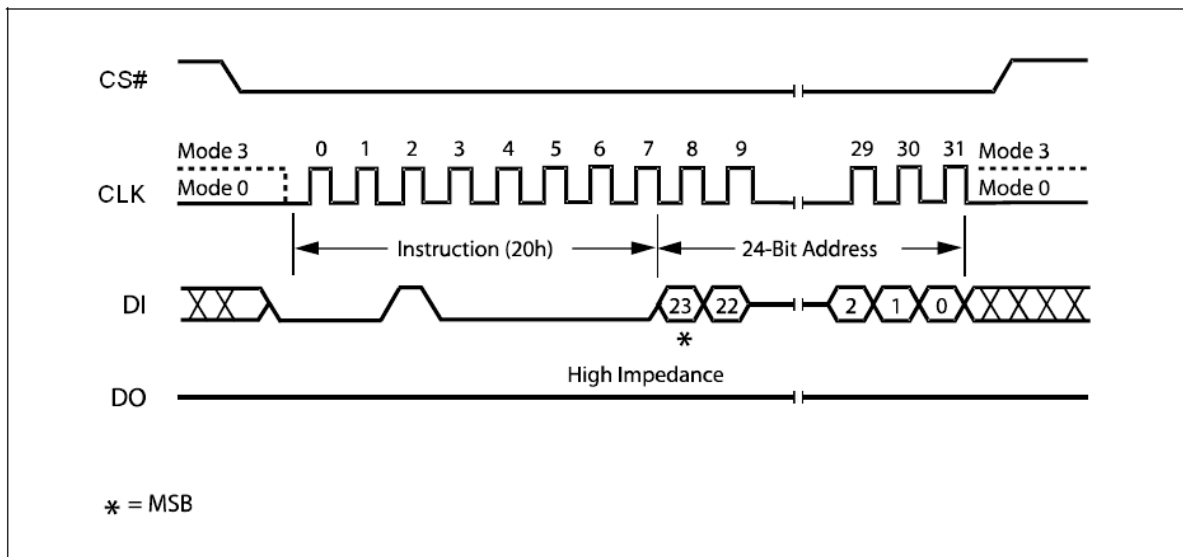 CS#
Mode 3 0 1 2 3 4 5 6 7 8 9 29 30 31 Mode 3
CLK Mode 0 Mode 0
Instruction (20h) 24-Bit Address
DI 23 22 2 1 0
*
High Impedance
DO
* = MSB